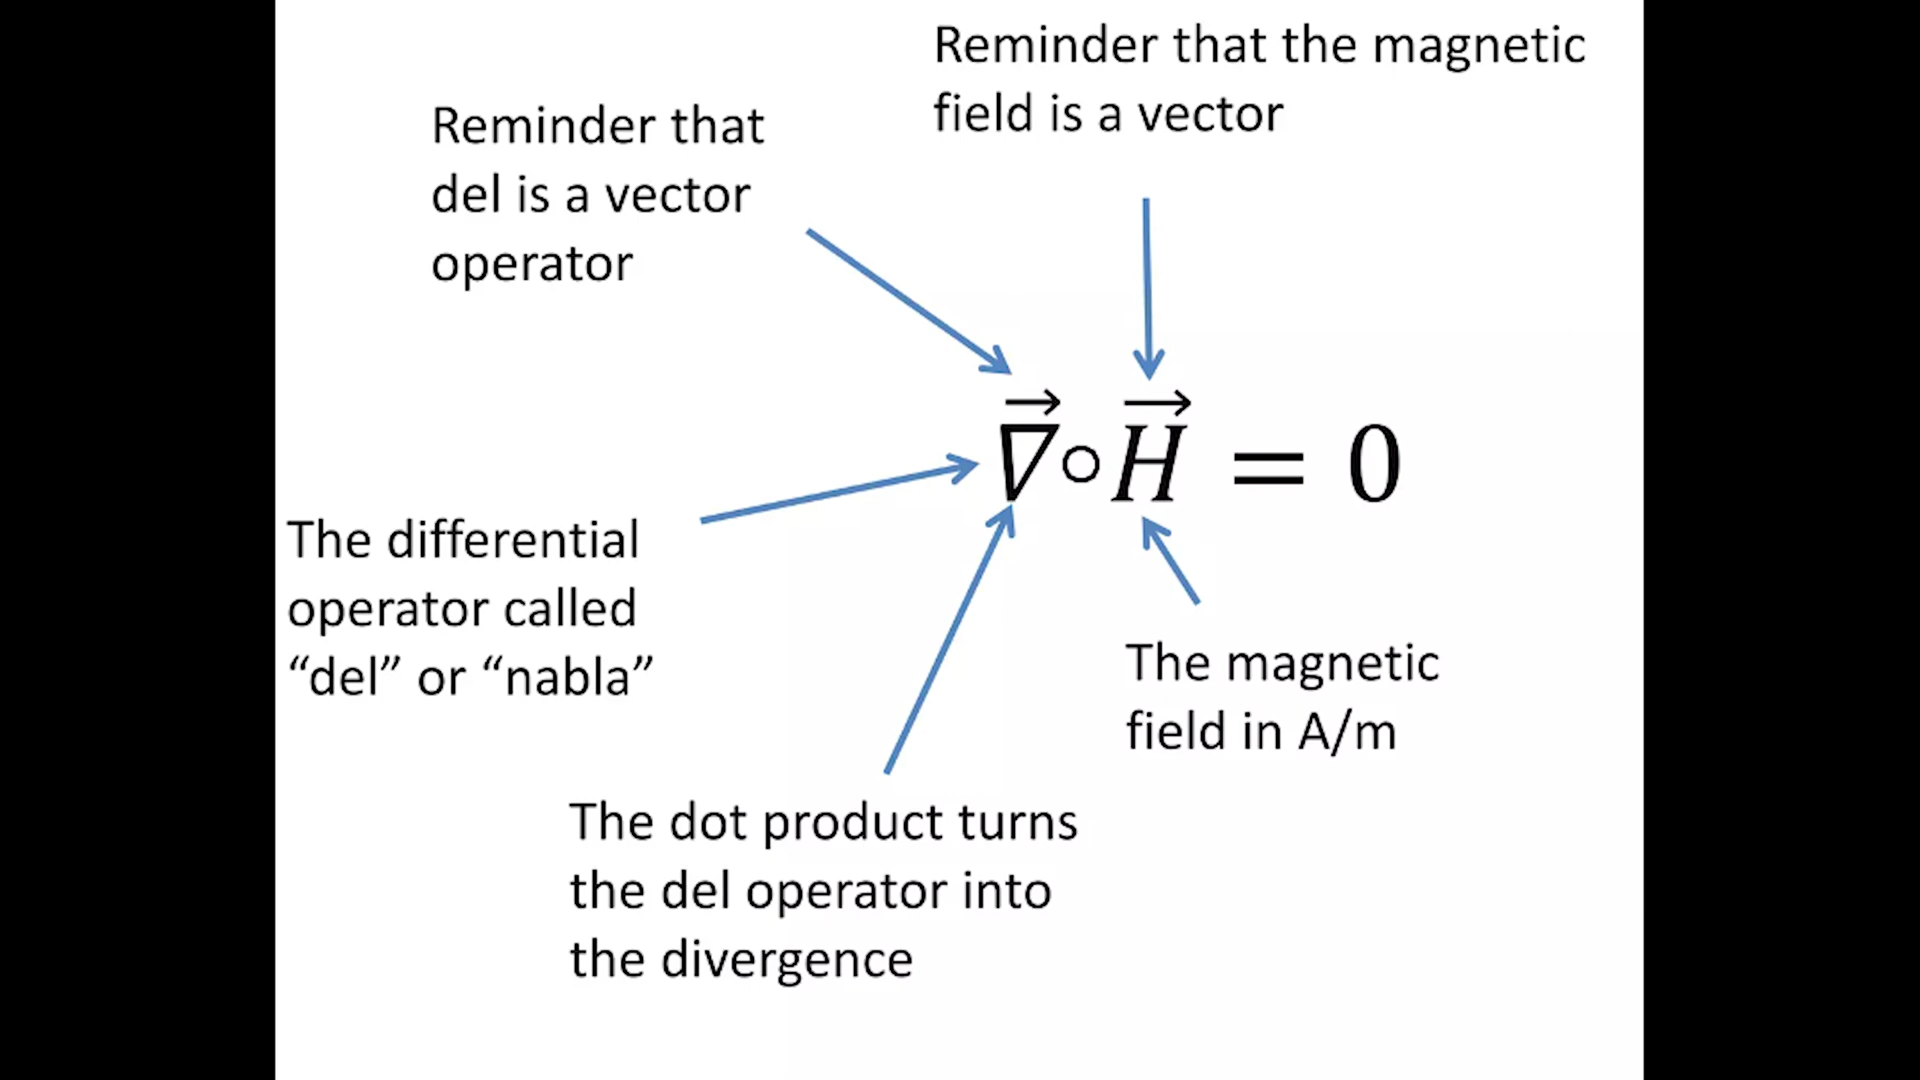 Reminder that the magnetic
field is a vector
Reminder that
del is a vector
operator
∇⃗∘H⃗ = 0
The differential
operator called
“del” or “nabla”
The magnetic
field in A/m
The dot product turns
the del operator into
the divergence